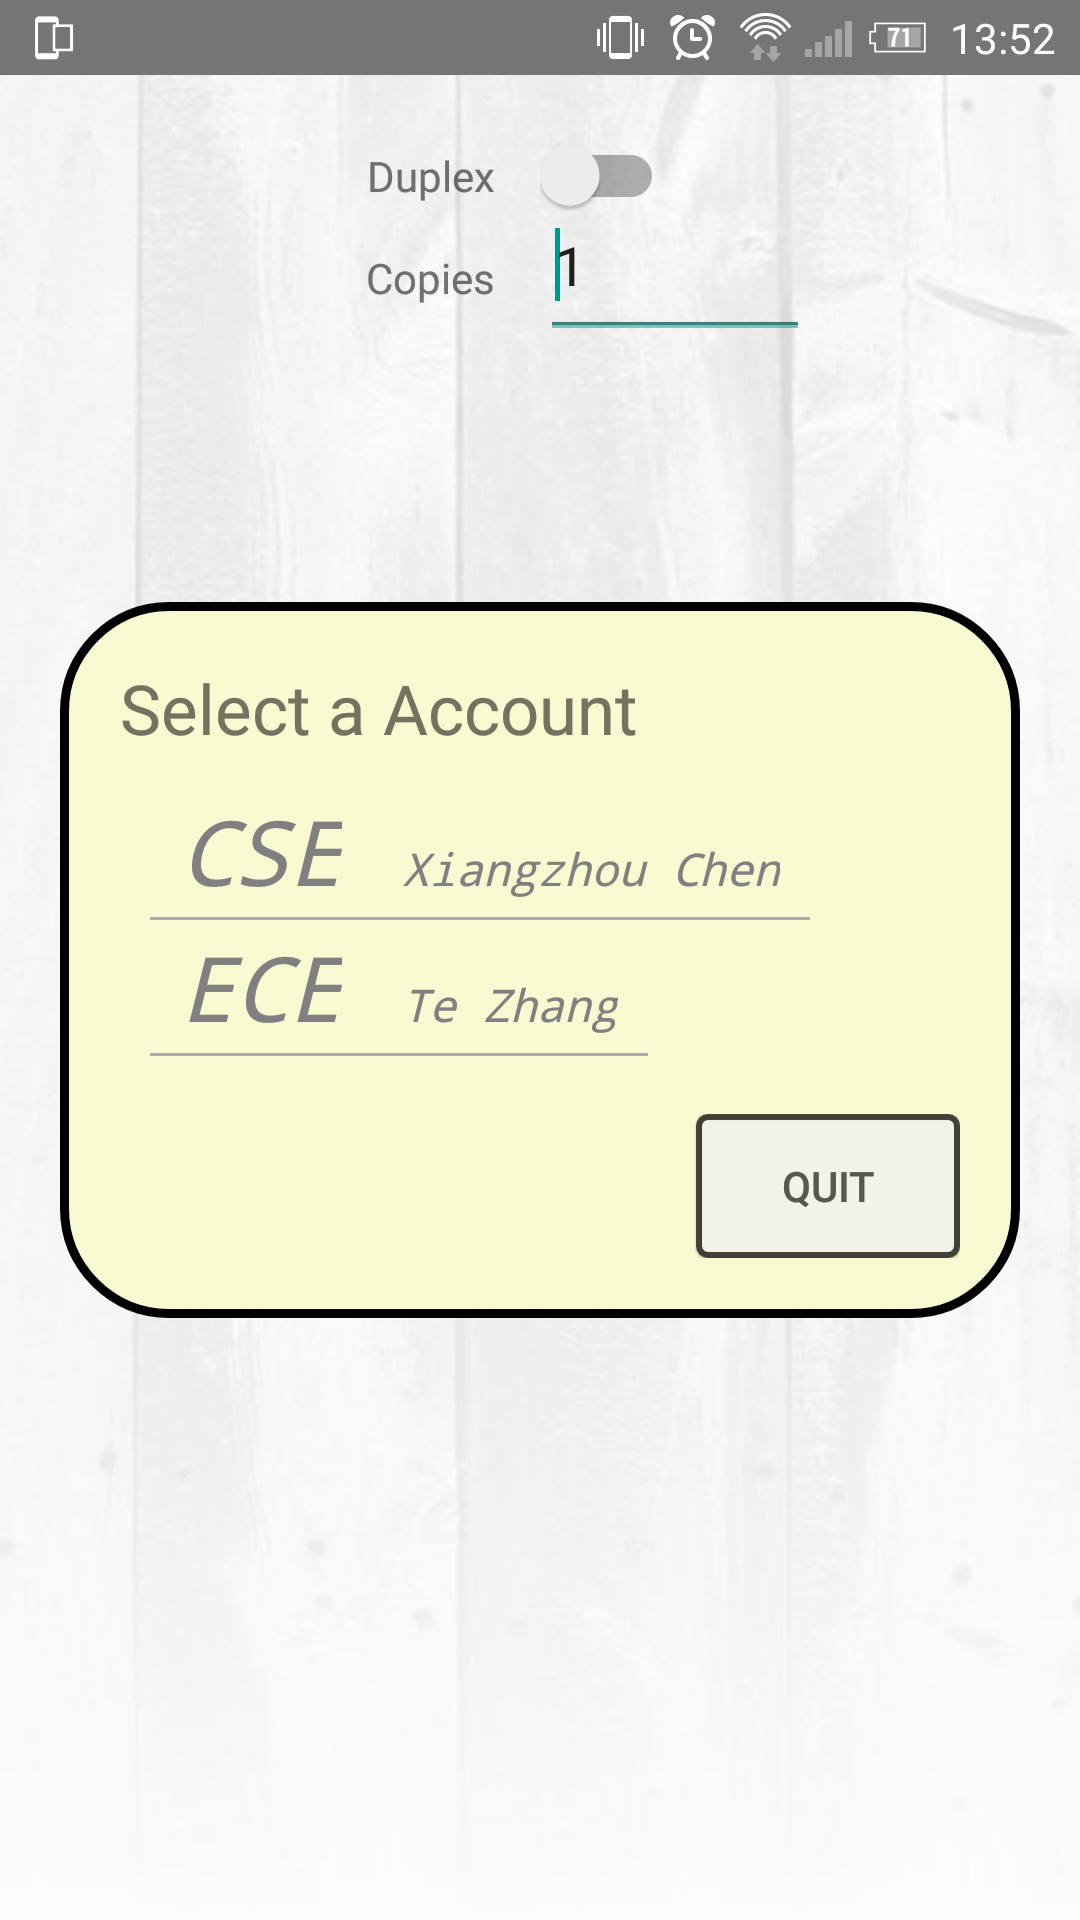 71 13:52
Duplex
Copies 1
Select a Account
CSE Xiangzhou Chen
ECE Te Zhang
QUIT